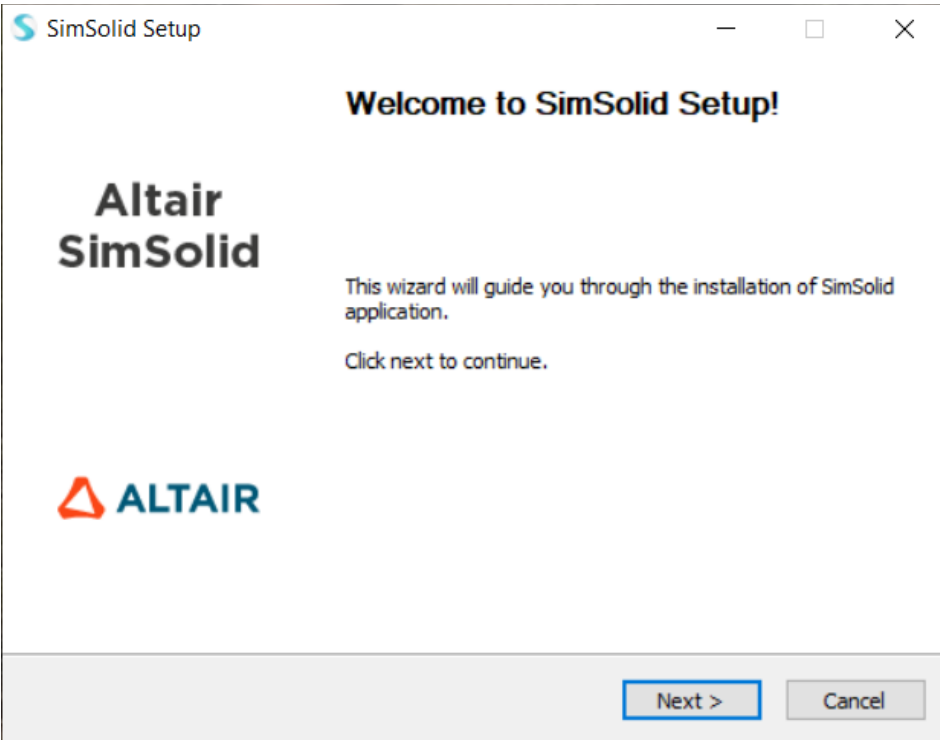 SimSolid Setup
Welcome to SimSolid Setup!
Altair
SimSolid
This wizard will guide you through the installation of SimSolid
application.
Click next to continue.
ALTAIR
Next >
Cancel